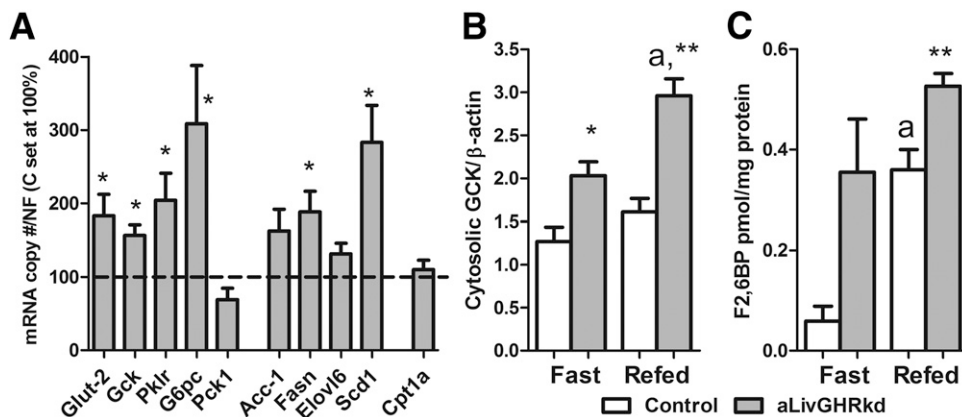 A
mRNA copy #/NF (C set at 100%)
400
300
200
100
0
*
*
*
*
*
*
Glut-2
Gck
Pklr
G6pc
Pck1
Acc-1
Fasn
Elovl6
Scd1
Cpt1a
B
Cytosolic GCK/β-actin
3.5
3.0
2.5
2.0
1.5
1.0
0.5
0.0
*
a,**
Fast
Refed
C
F2,6BP pmol/mg protein
0.6
0.4
0.2
0.0
a
**
Fast
Refed
Control
aLivGHRkd